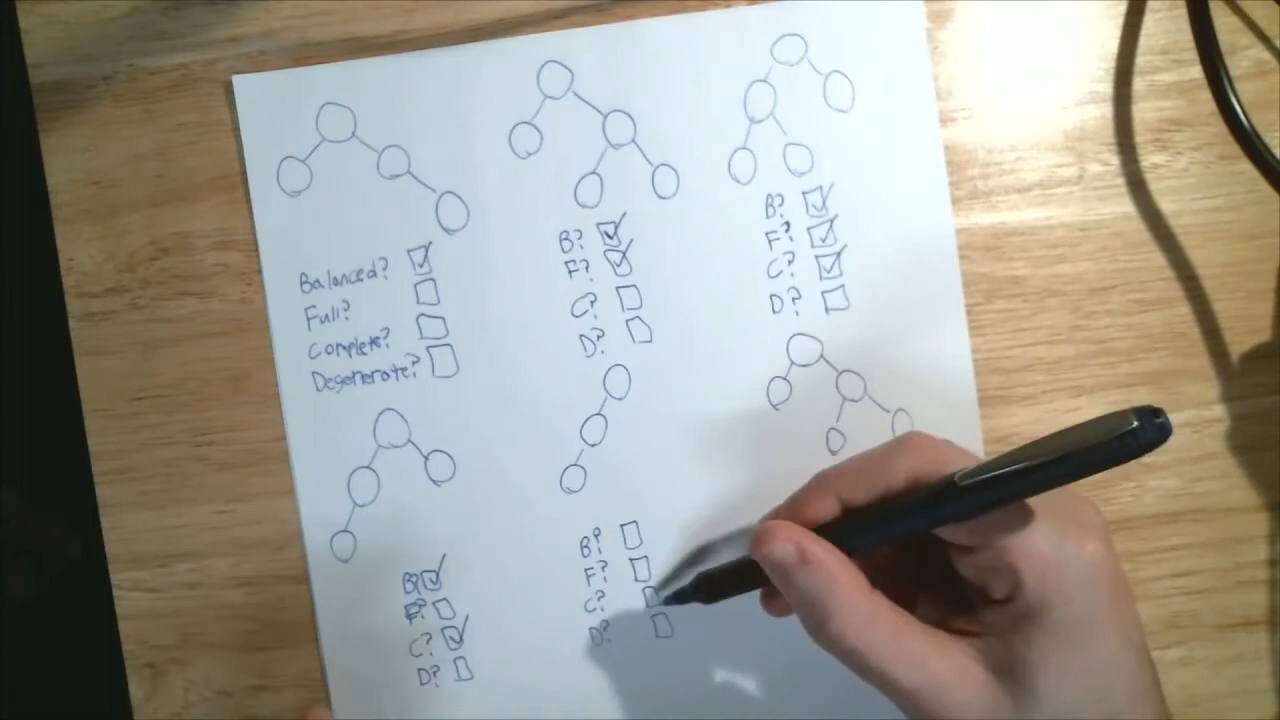 Balanced?
Full?
Complete?
Degenerate?
B?
F?
C?
D?
B?
F?
C?
D?
B?
F?
C?
D?
B?
F?
C?
D?